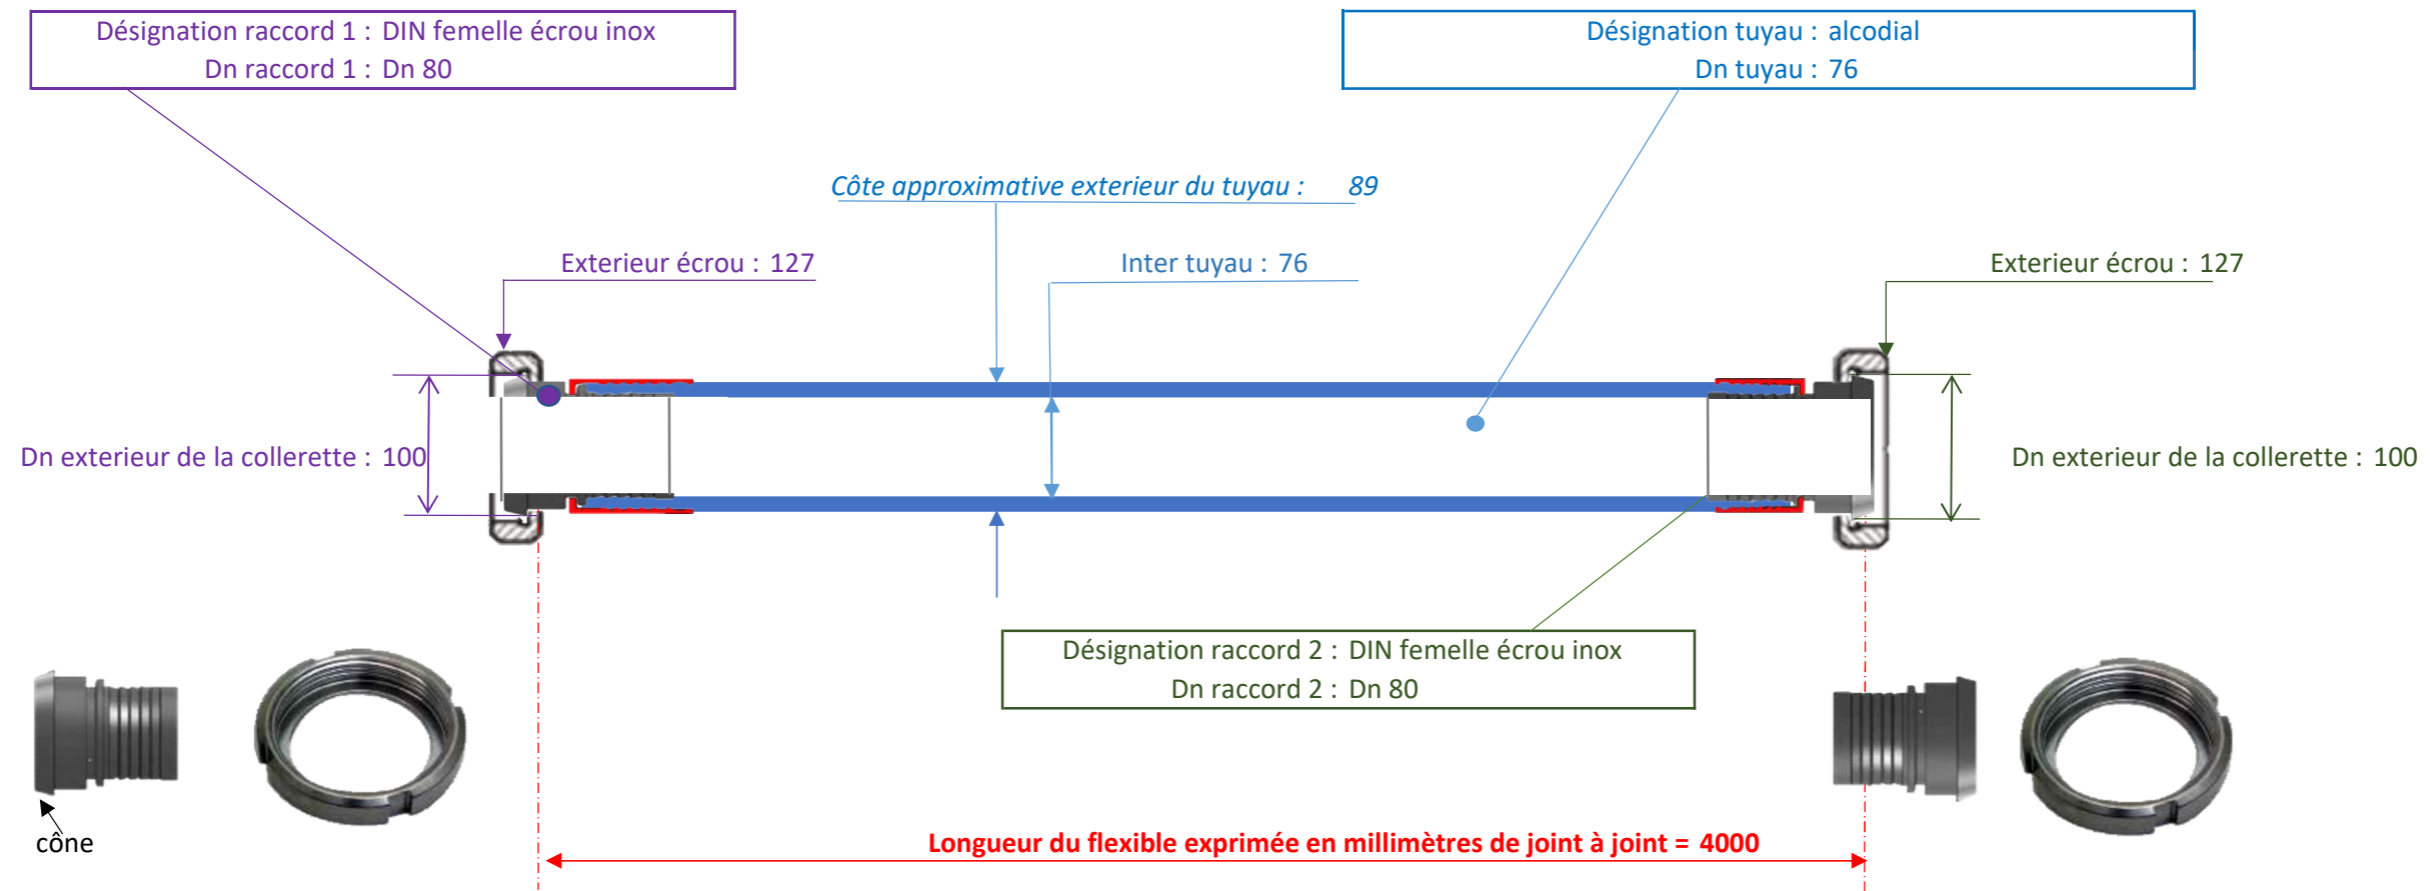 Désignation raccord 1 : DIN femelle écrou inox
Dn raccord 1 : Dn 80
Désignation tuyau : alcodial
Dn tuyau : 76
Côte approximative exterieur du tuyau : 89
Exterieur écrou : 127
Inter tuyau : 76
Exterieur écrou : 127
Dn exterieur de la collerette : 100
Dn exterieur de la collerette : 100
Désignation raccord 2 : DIN femelle écrou inox
Dn raccord 2 : Dn 80
cône
Longueur du flexible exprimée en millimètres de joint à joint = 4000